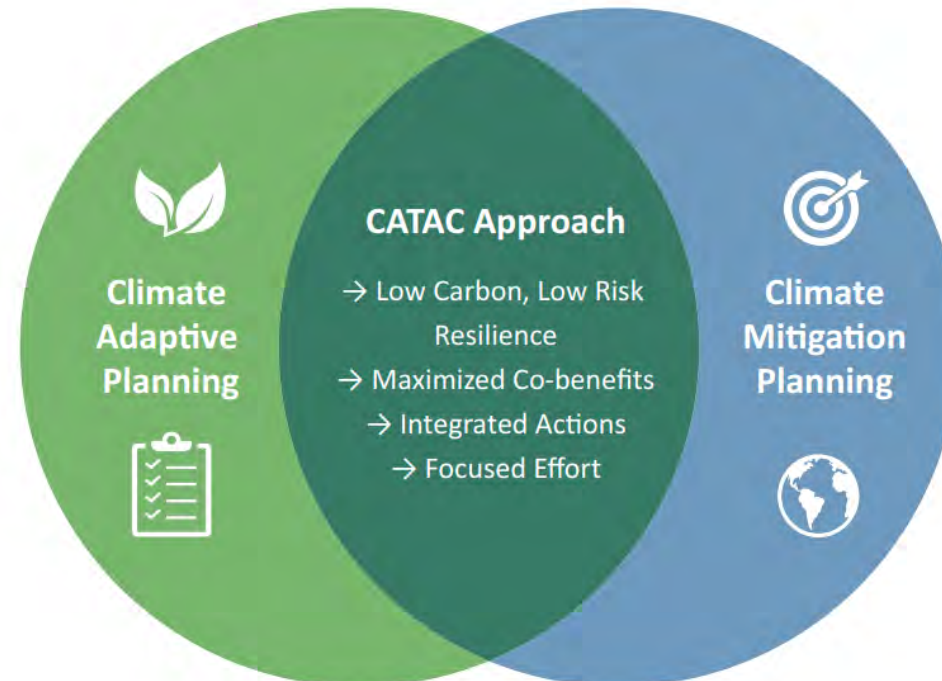 Climate
Adaptive
Planning
CATAC Approach
→ Low Carbon, Low Risk
Resilience
→ Maximized Co-benefits
→ Integrated Actions
→ Focused Effort
Climate
Mitigation
Planning